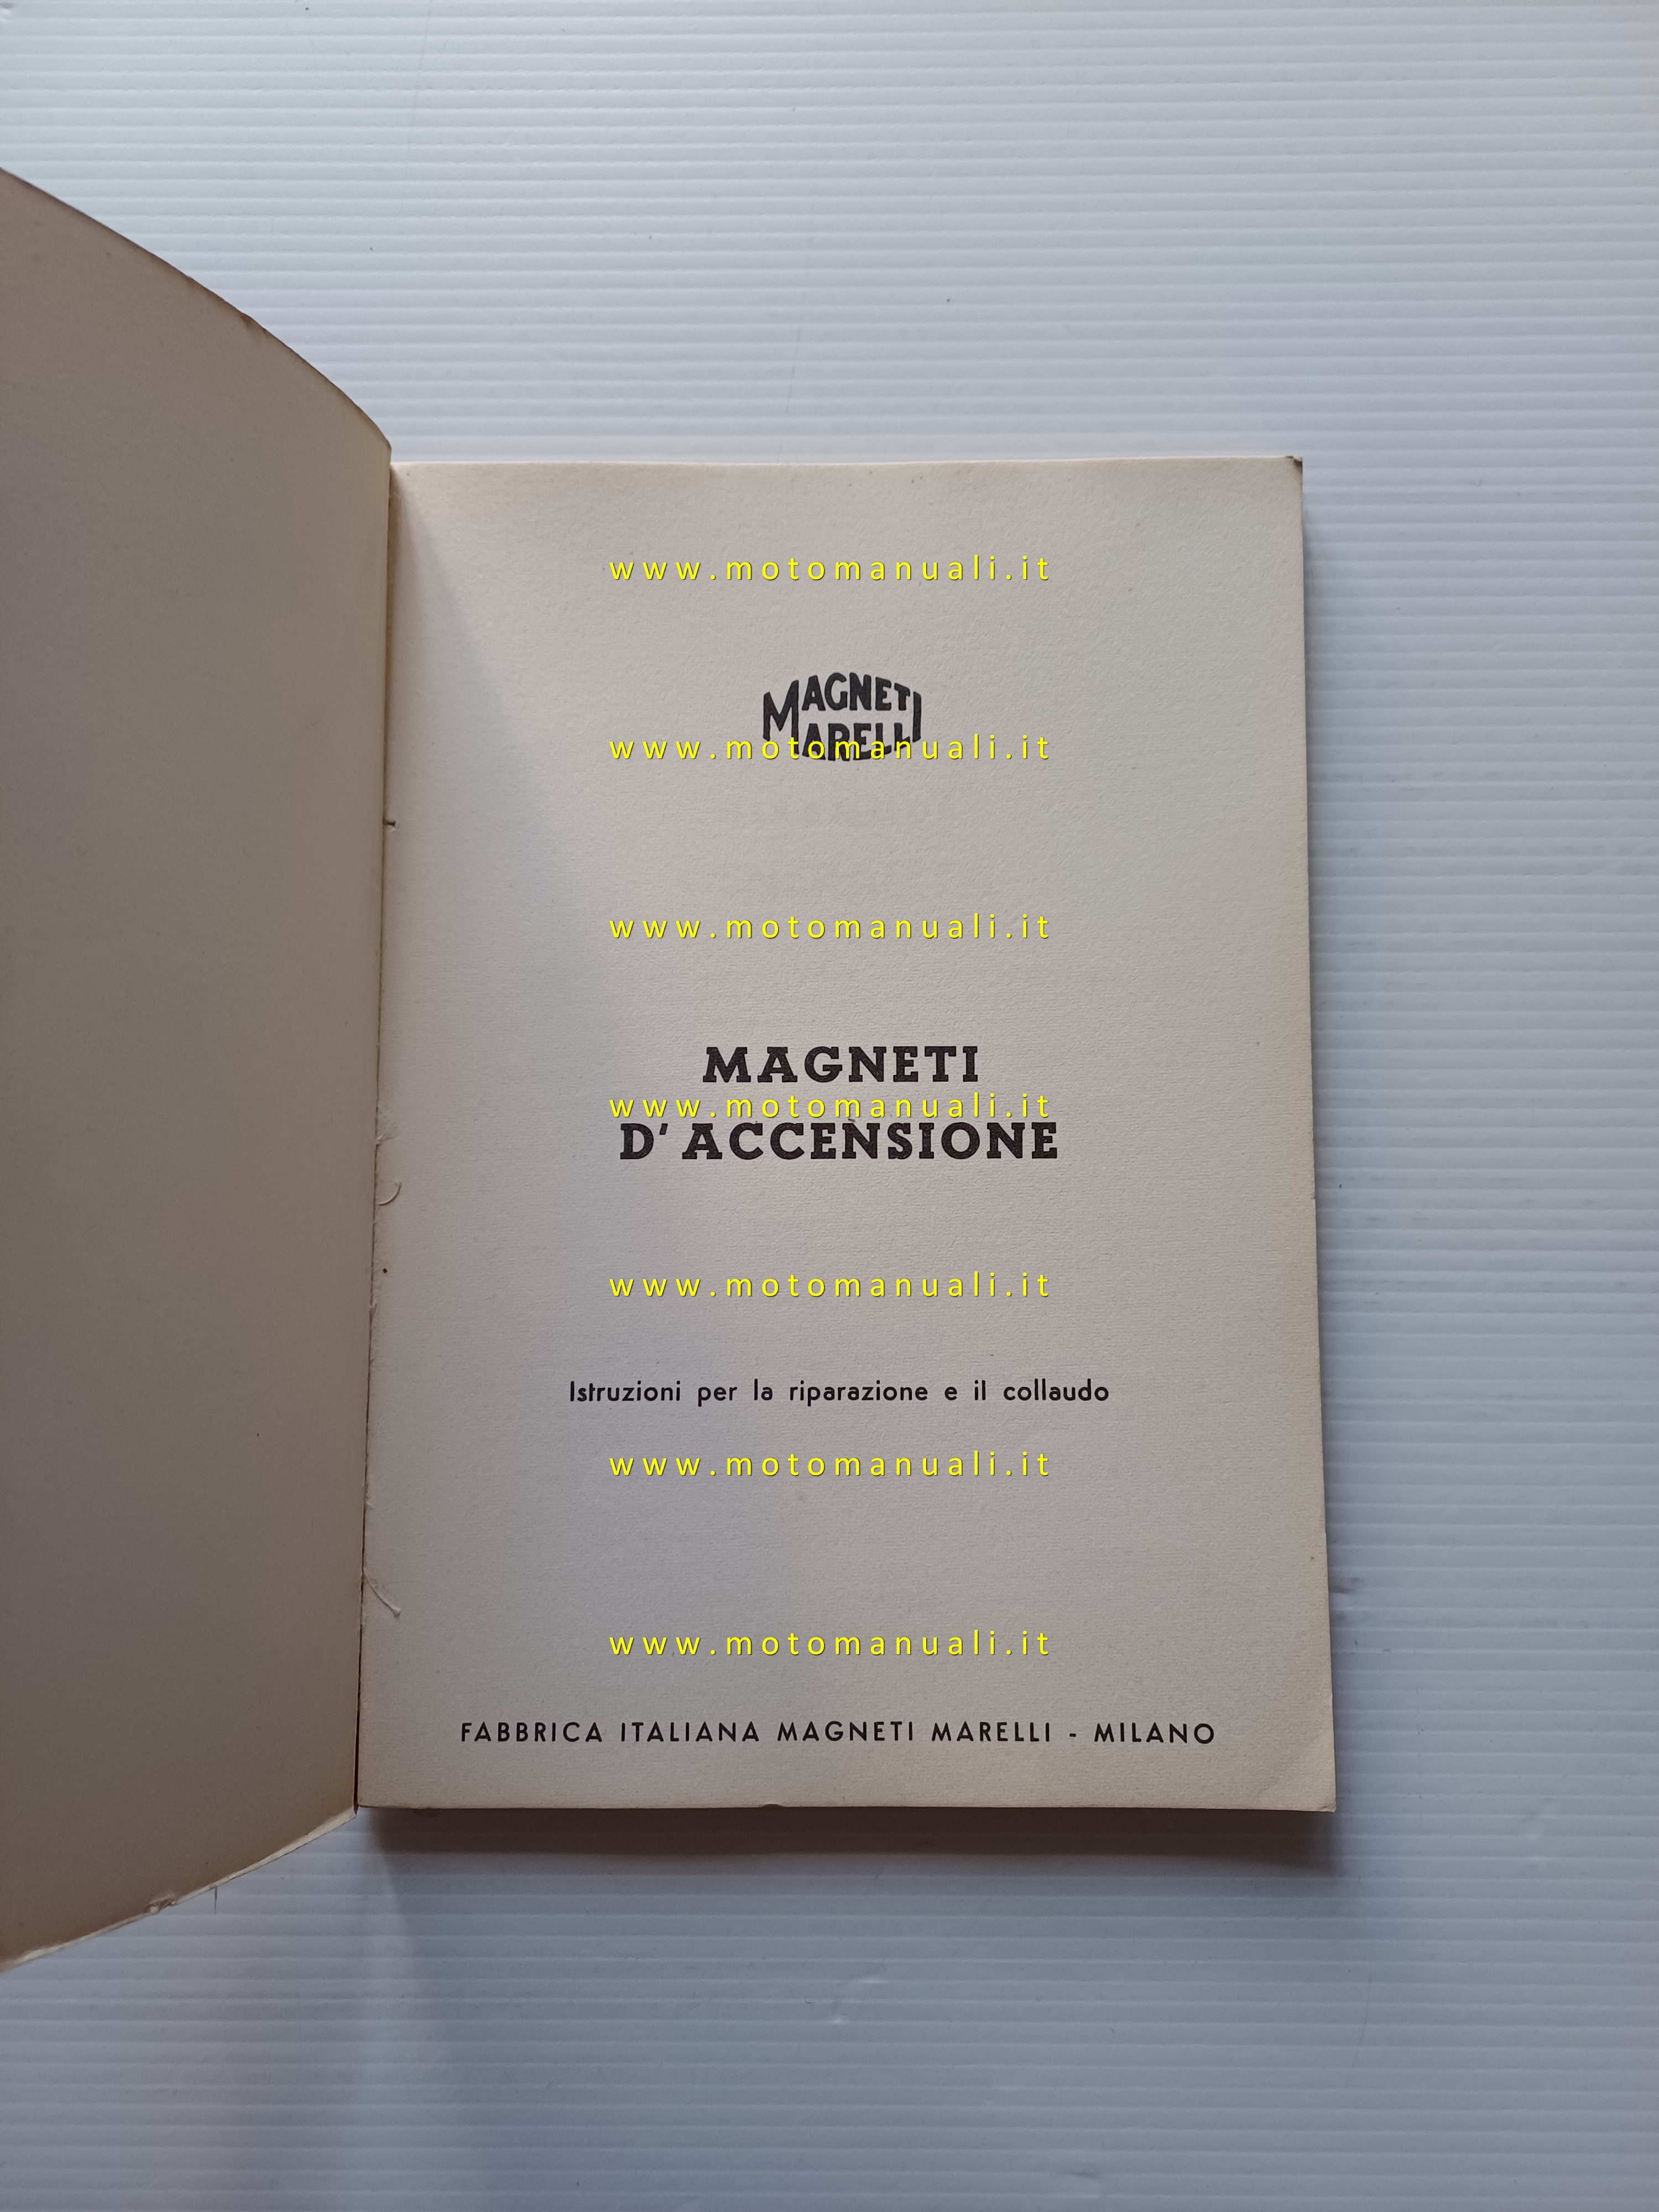 www.motomanuali.it
MAGNETI
MARELLI
www.motomanuali.it
www.motomanuali.it
MAGNETI
www.motomanuali.it
D'ACCENSIONE
www.motomanuali.it
Istruzioni per la riparazione e il collaudo
www.motomanuali.it
www.motomanuali.it
FABBRICA ITALIANA MAGNETI MARELLI - MILANO